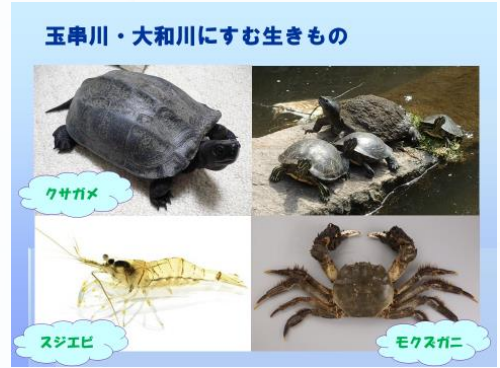 玉串川・大和川にすむ生きもの
クサガメ
スジエビ
モクズガニ